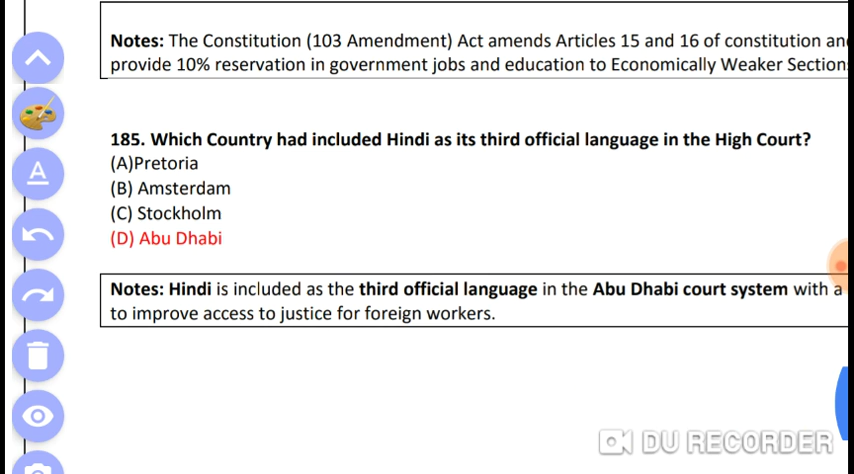 Notes: The Constitution (103 Amendment) Act amends Articles 15 and 16 of constitution an
provide 10% reservation in government jobs and education to Economically Weaker Section
185. Which Country had included Hindi as its third official language in the High Court?
(A)Pretoria
(B) Amsterdam
(C) Stockholm
(D) Abu Dhabi
Notes: Hindi is included as the third official language in the Abu Dhabi court system with a
to improve access to justice for foreign workers.
A
DU RECORDER